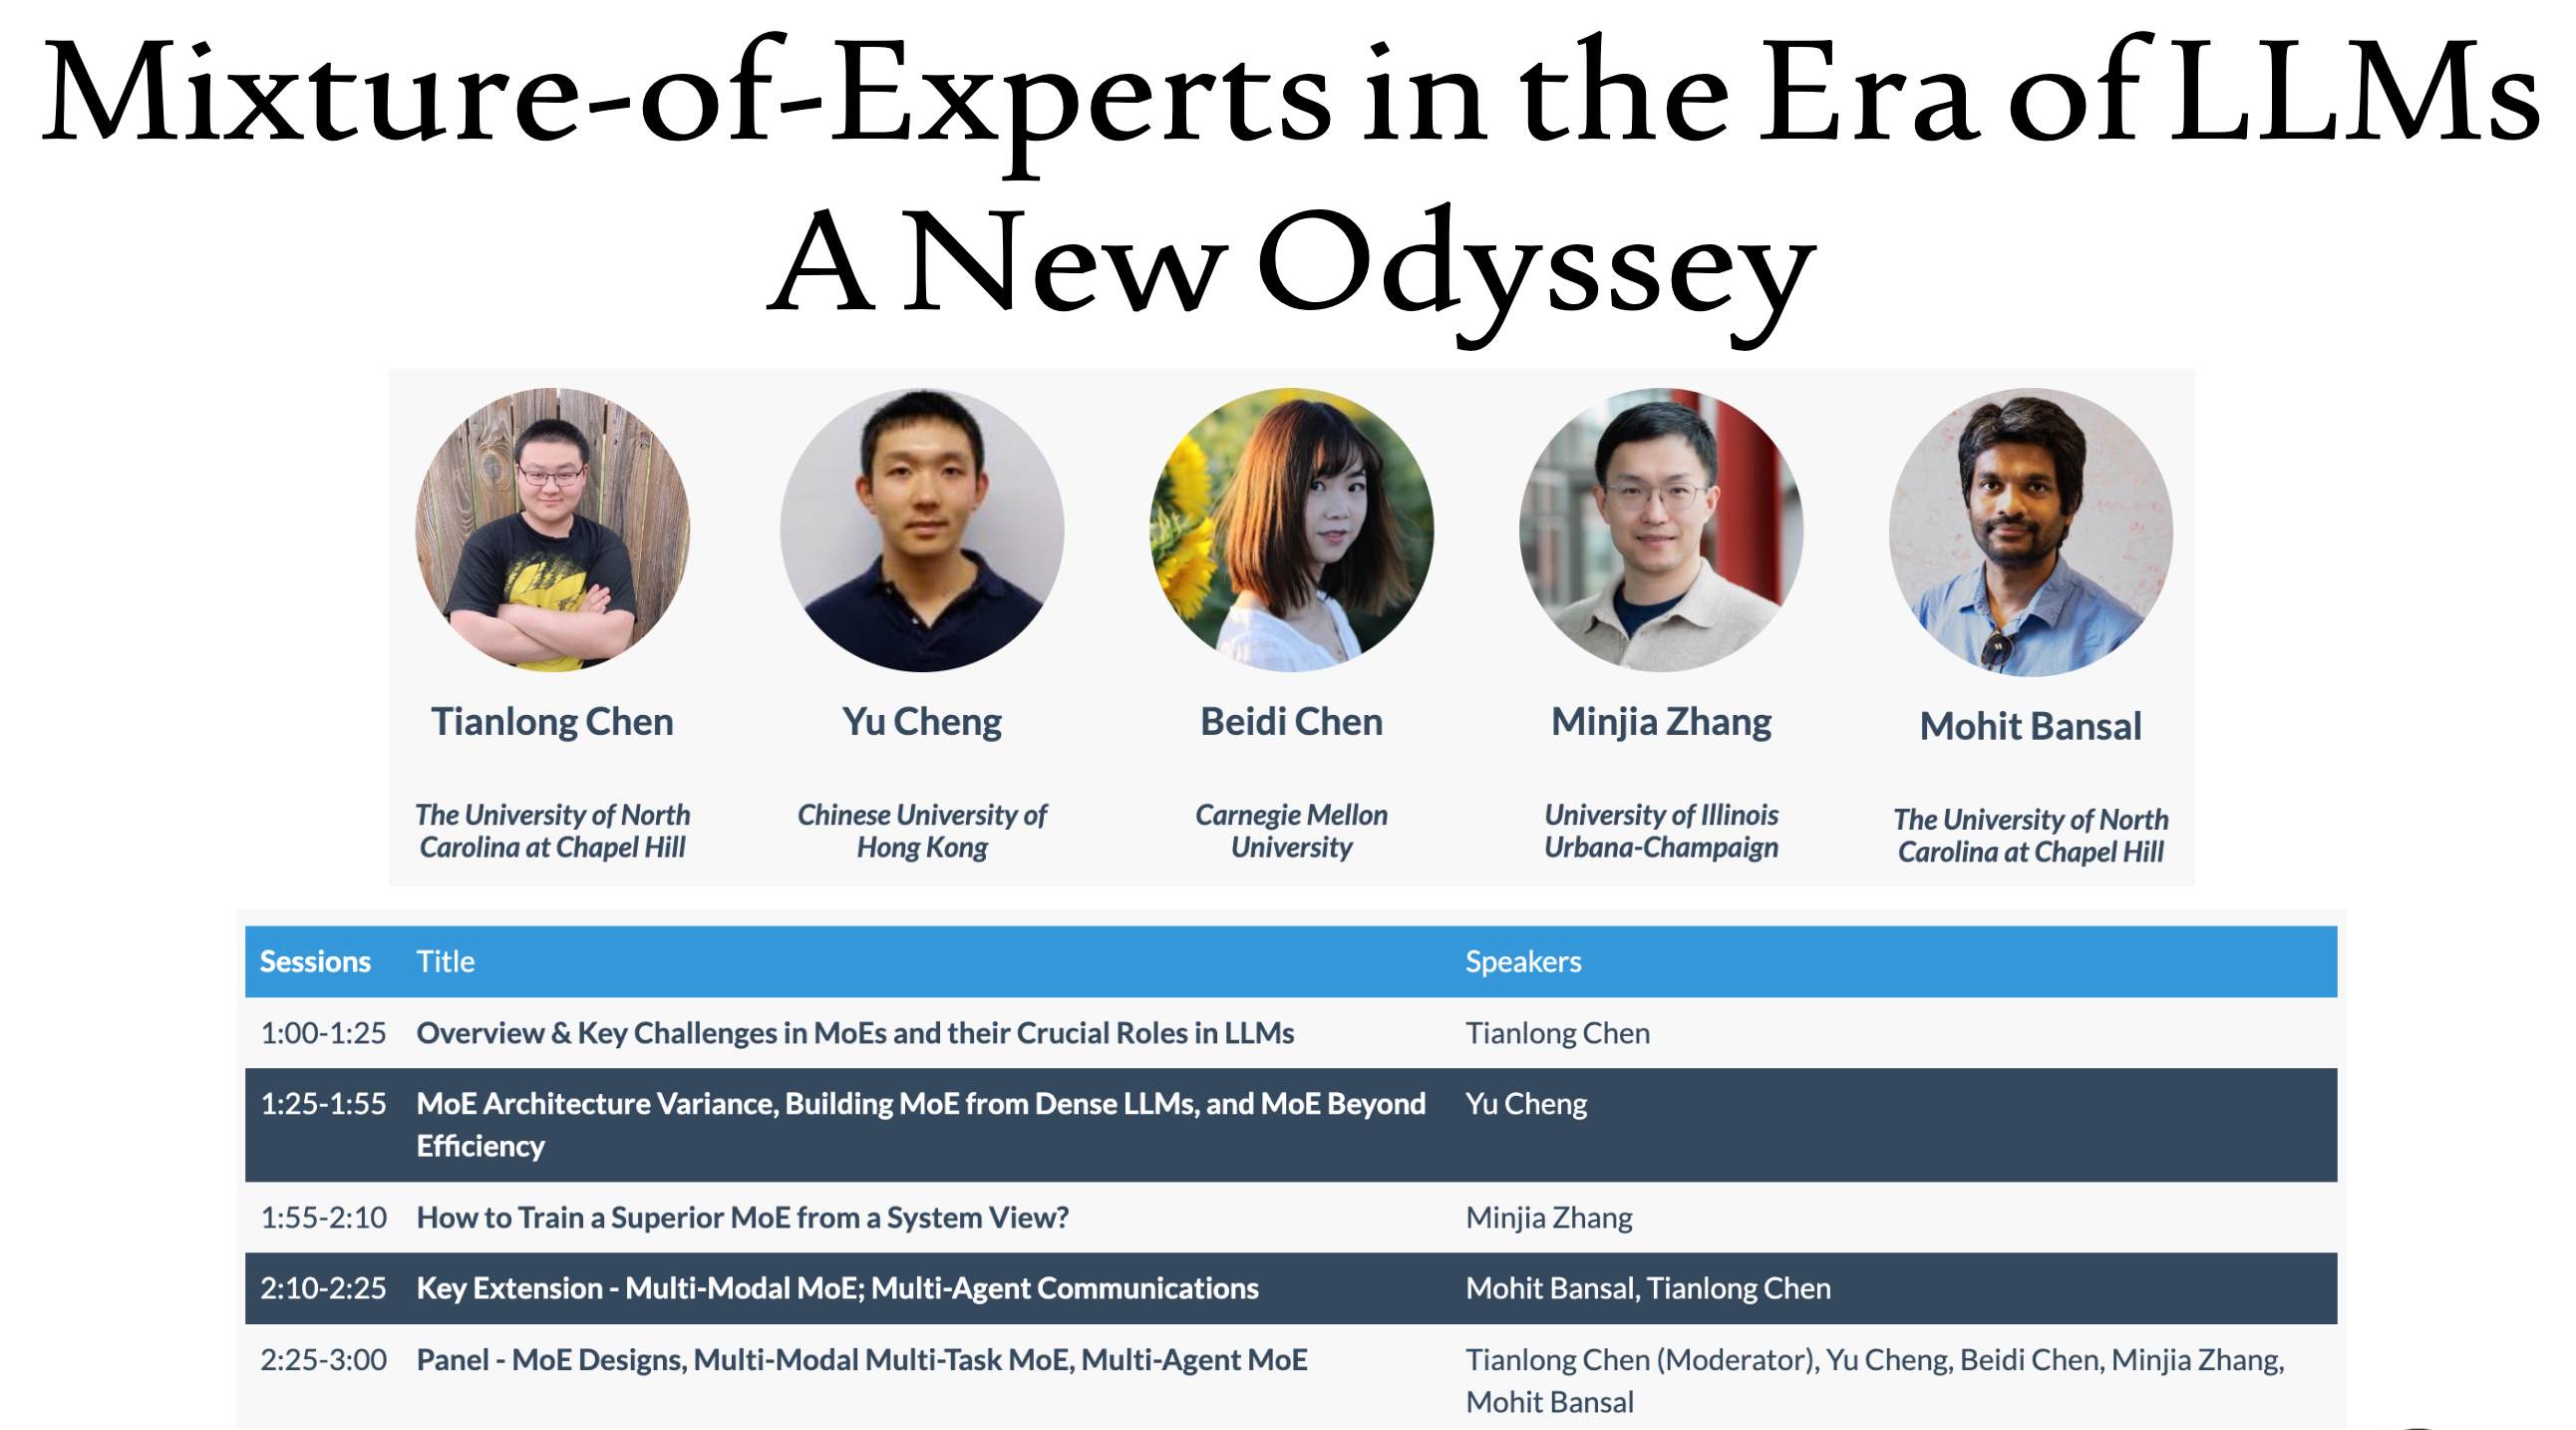 Mixture-of-Experts in the Era of LLMs
A New Odyssey
Tianlong Chen
Yu Cheng
Beidi Chen
Minjia Zhang
Mohit Bansal
The University of North
Carolina at Chapel Hill
Chinese University of
Hong Kong
Carnegie Mellon
University
University of Illinois
Urbana-Champaign
The University of North
Carolina at Chapel Hill
Sessions Title Speakers
1:00-1:25 Overview & Key Challenges in MoEs and their Crucial Roles in LLMs Tianlong Chen
1:25-1:55 MoE Architecture Variance, Building MoE from Dense LLMs, and MoE Beyond Yu Cheng
Efficiency
1:55-2:10 How to Train a Superior MoE from a System View? Minjia Zhang
2:10-2:25 Key Extension - Multi-Modal MoE; Multi-Agent Communications Mohit Bansal, Tianlong Chen
2:25-3:00 Panel - MoE Designs, Multi-Modal Multi-Task MoE, Multi-Agent MoE Tianlong Chen (Moderator), Yu Cheng, Beidi Chen, Minjia Zhang,
Mohit Bansal